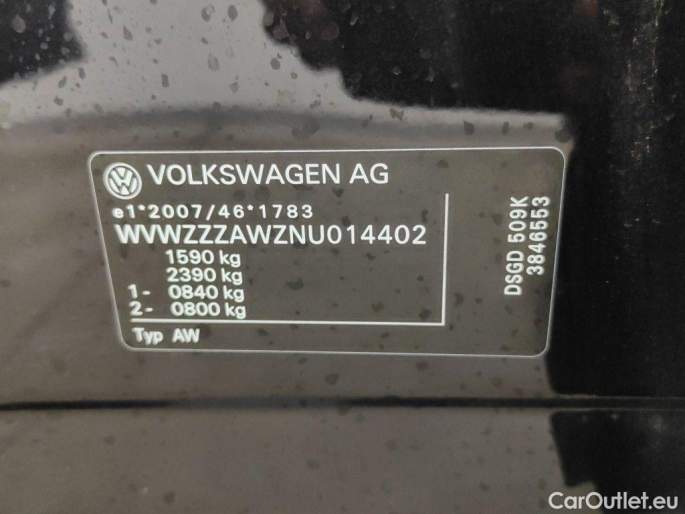 VOLKSWAGEN AG
e1*2007/46*1783
WVWZZZAWZNU014402
1590 kg
2390 kg
1- 0840 kg
2- 0800 kg
Typ AW
DSGD 509K
3846553
CarOutlet.eu